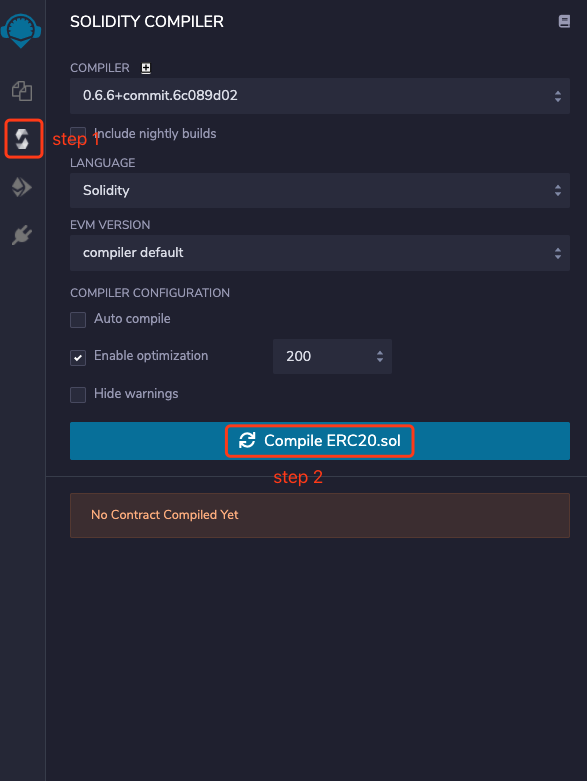 SOLIDITY COMPILER
COMPILER
0.6.6+commit.6c089d02
step 1
Include nightly builds
LANGUAGE
Solidity
EVM VERSION
compiler default
COMPILER CONFIGURATION
Auto compile
Enable optimization 200
Hide warnings
Compile ERC20.sol
step 2
No Contract Compiled Yet